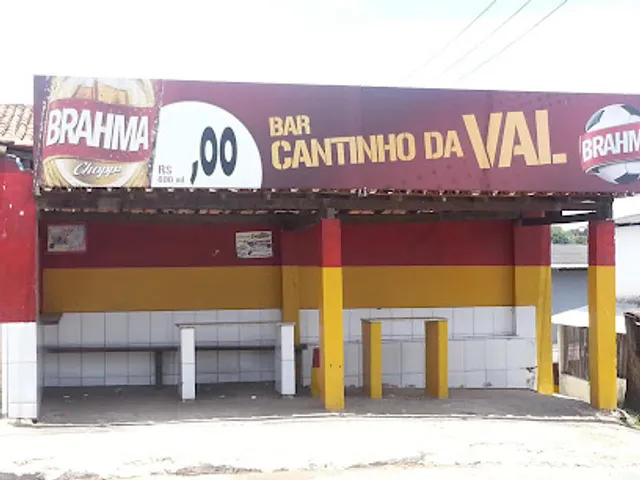 BRAHMA
Chopp
R$
600 ml
,00
BAR
CANTINHO DA VAL
BRAHMA